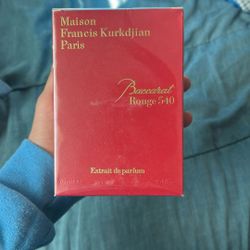 Maison
Francis Kurkdjian
Paris
Baccarat
Rouge 540
Extrait de parfum